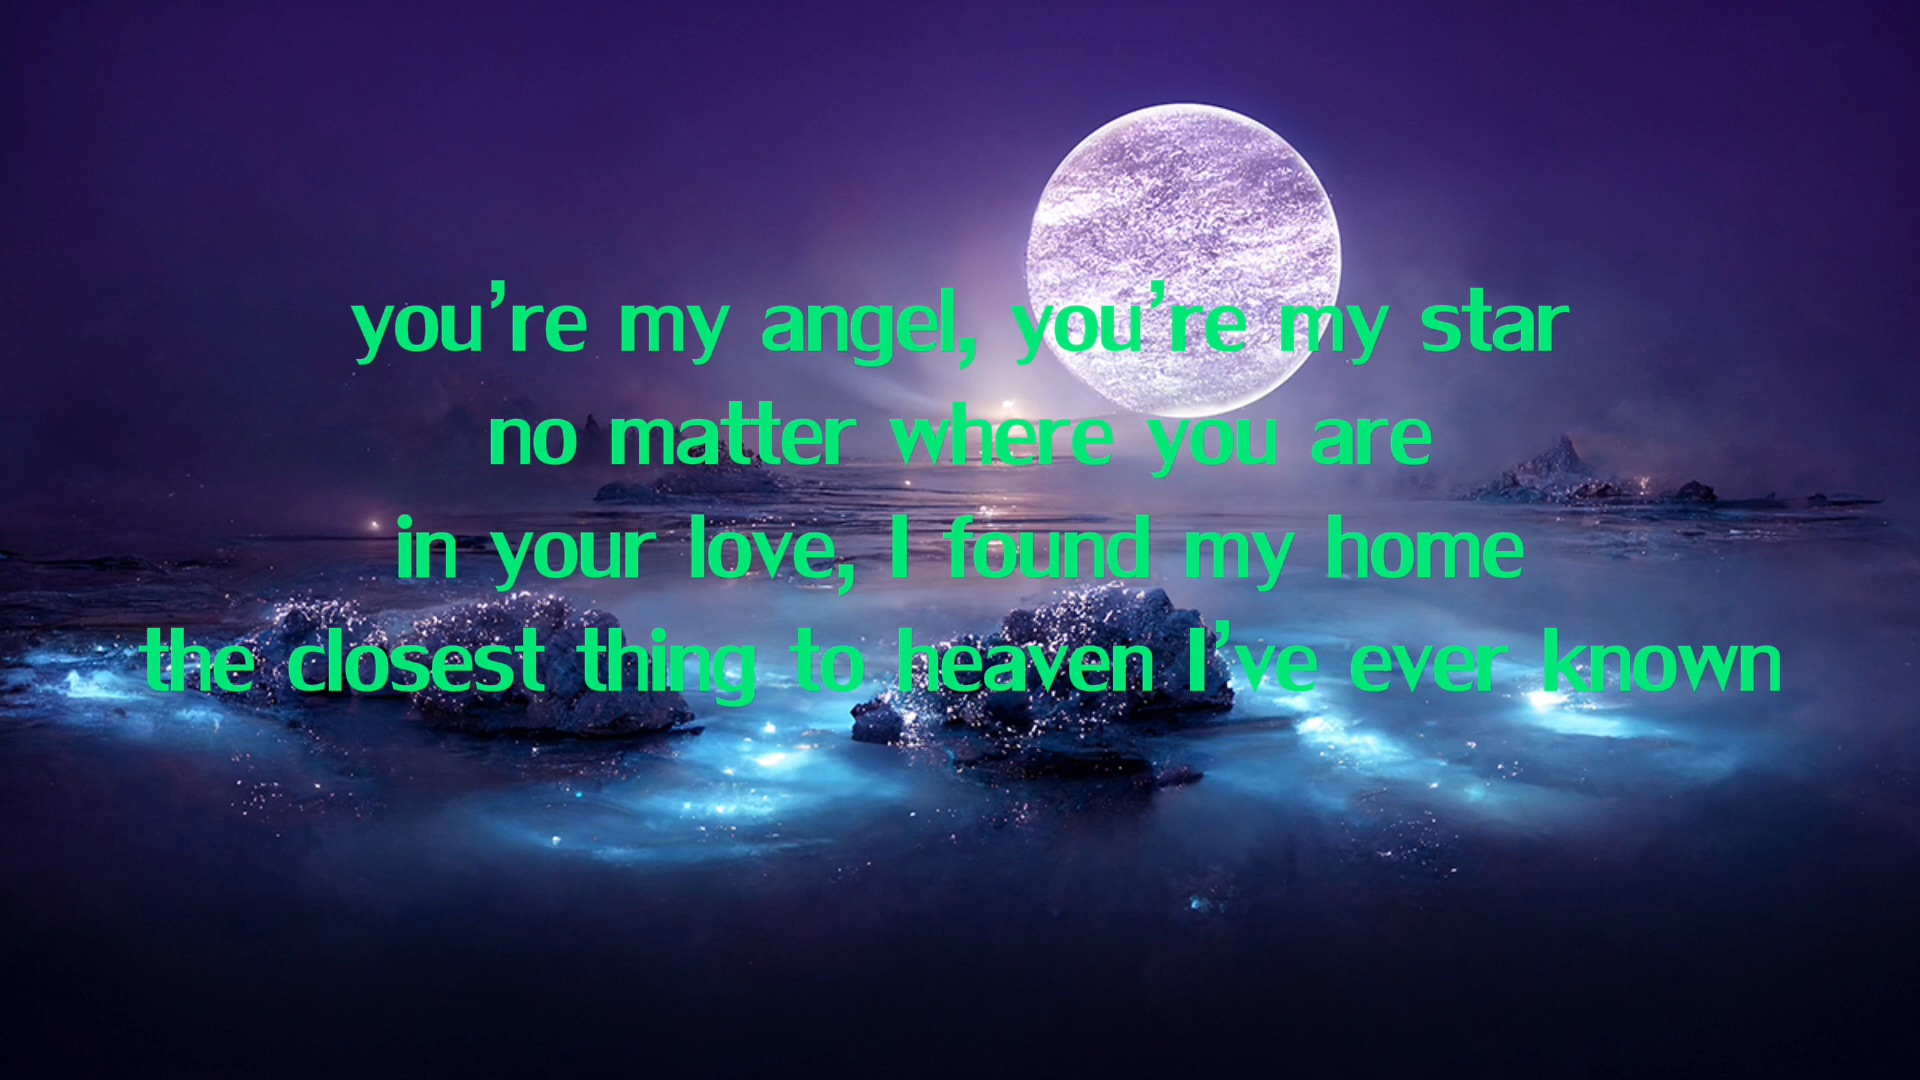 you’re my angel, you’re my star
no matter where you are
in your love, I found my home
the closest thing to heaven I’ve ever known